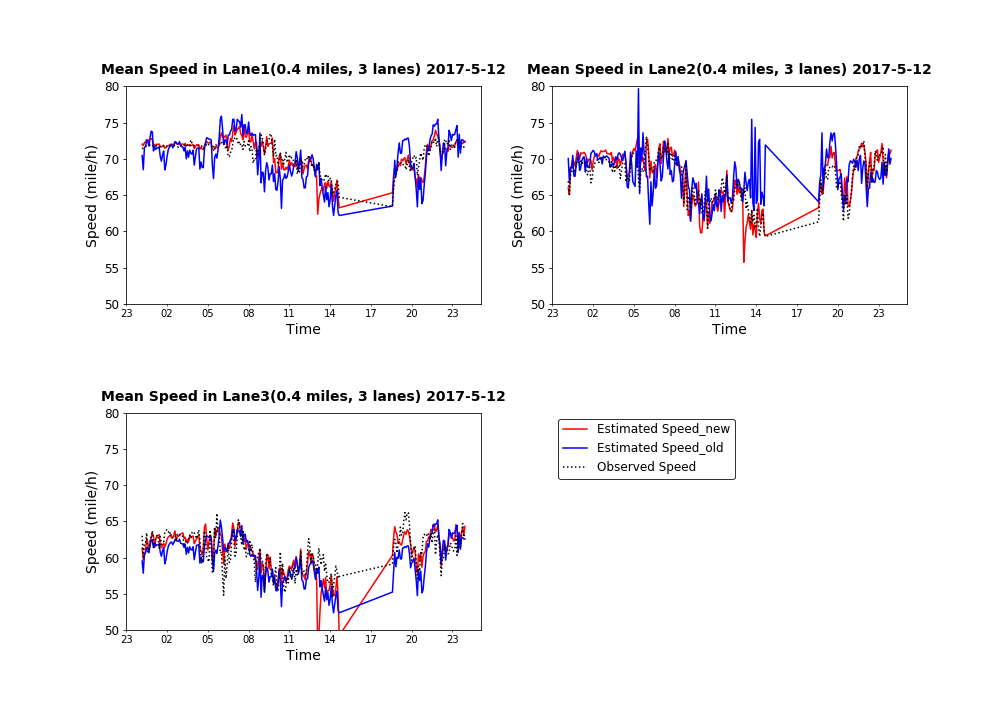 Mean Speed in Lane1(0.4 miles, 3 lanes) 2017-5-12
80
75
70
65
60
55
50
Speed (mile/h)
23 02 05 08 11 14 17 20 23
Time
Mean Speed in Lane2(0.4 miles, 3 lanes) 2017-5-12
80
75
70
65
60
55
50
Speed (mile/h)
23 02 05 08 11 14 17 20 23
Time
Mean Speed in Lane3(0.4 miles, 3 lanes) 2017-5-12
80
75
70
65
60
55
50
Speed (mile/h)
23 02 05 08 11 14 17 20 23
Time
Estimated Speed_new
Estimated Speed_old
Observed Speed